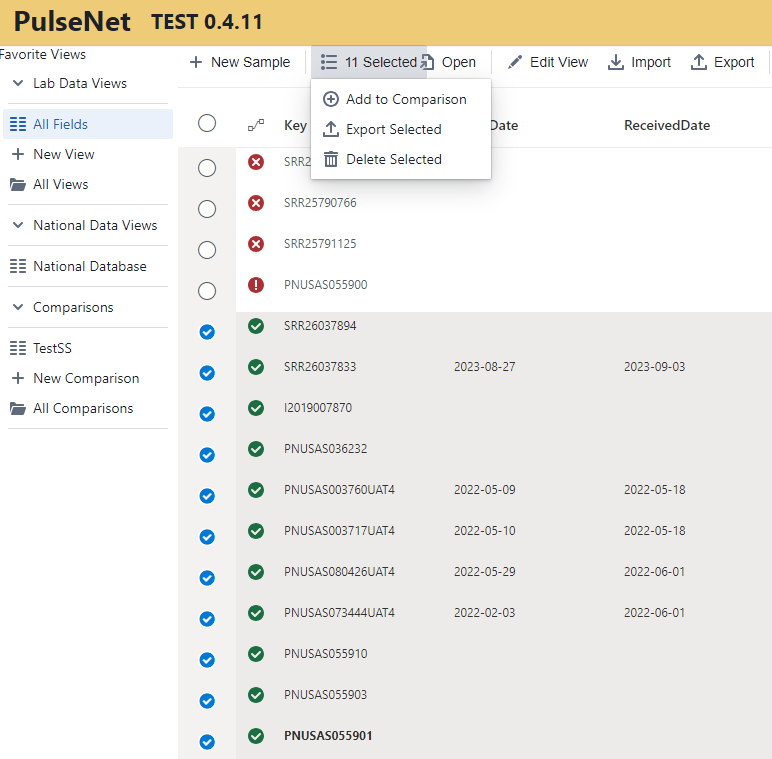 PulseNet TEST 0.4.11
Favorite Views
Lab Data Views
All Fields
New View
All Views
National Data Views
National Database
Comparisons
TestSS
New Comparison
All Comparisons
New Sample 11 Selected Open Edit View Import Export
Add to Comparison
Export Selected
Delete Selected
Key Date ReceivedDate
SRR2
SRR25790766
SRR25791125
PNUSAS055900
SRR26037894
SRR26037833 2023-08-27 2023-09-03
I2019007870
PNUSAS036232
PNUSAS003760UAT4 2022-05-09 2022-05-18
PNUSAS003717UAT4 2022-05-10 2022-05-18
PNUSAS080426UAT4 2022-05-29 2022-06-01
PNUSAS073444UAT4 2022-02-03 2022-06-01
PNUSAS055910
PNUSAS055903
PNUSAS055901